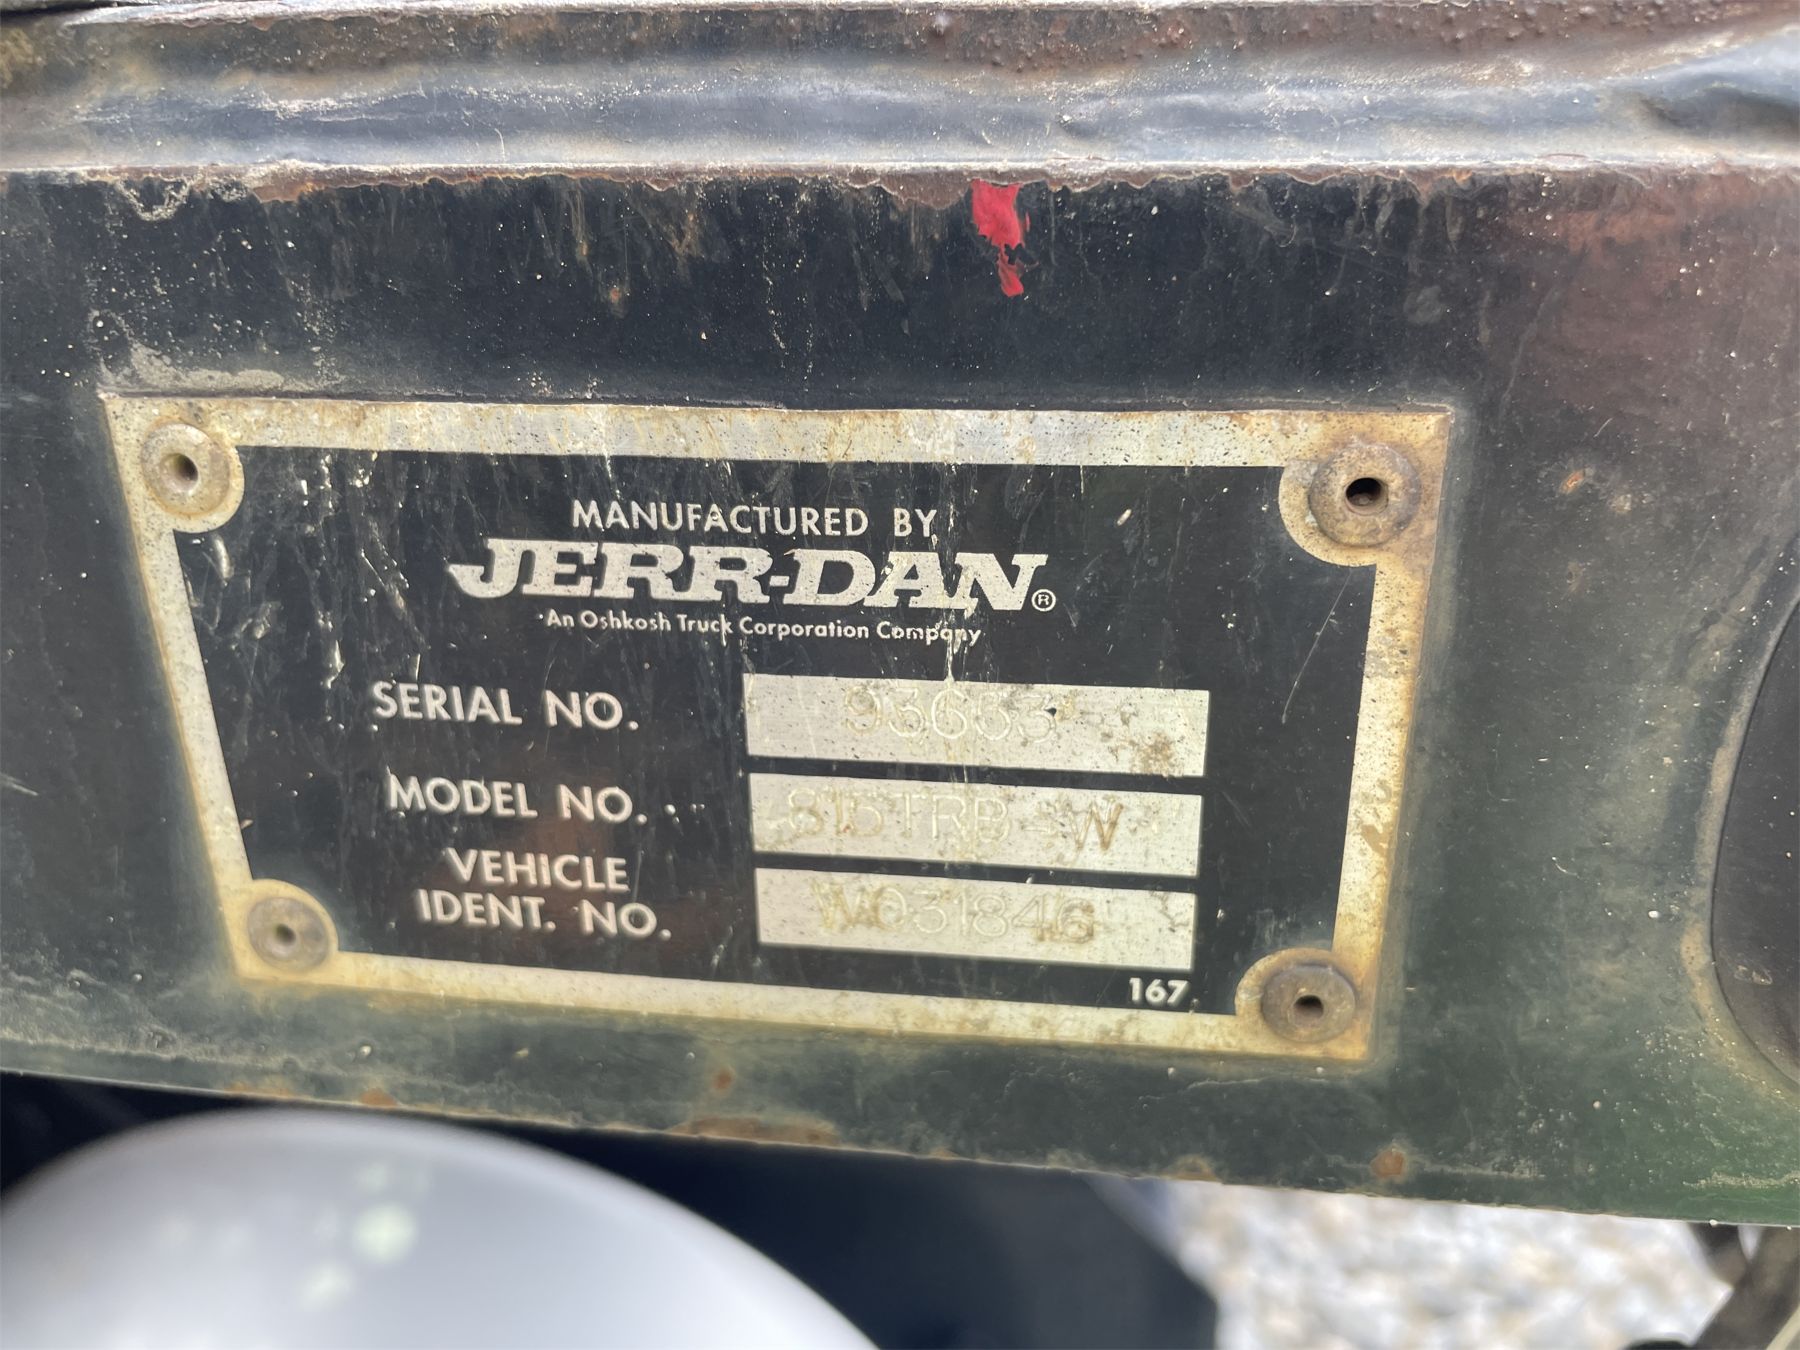 MANUFACTURED BY
JERR-DAN®
An Oshkosh Truck Corporation Company
SERIAL NO. 93633
MODEL NO. 815TRB-W
VEHICLE
IDENT. NO. W031846
167